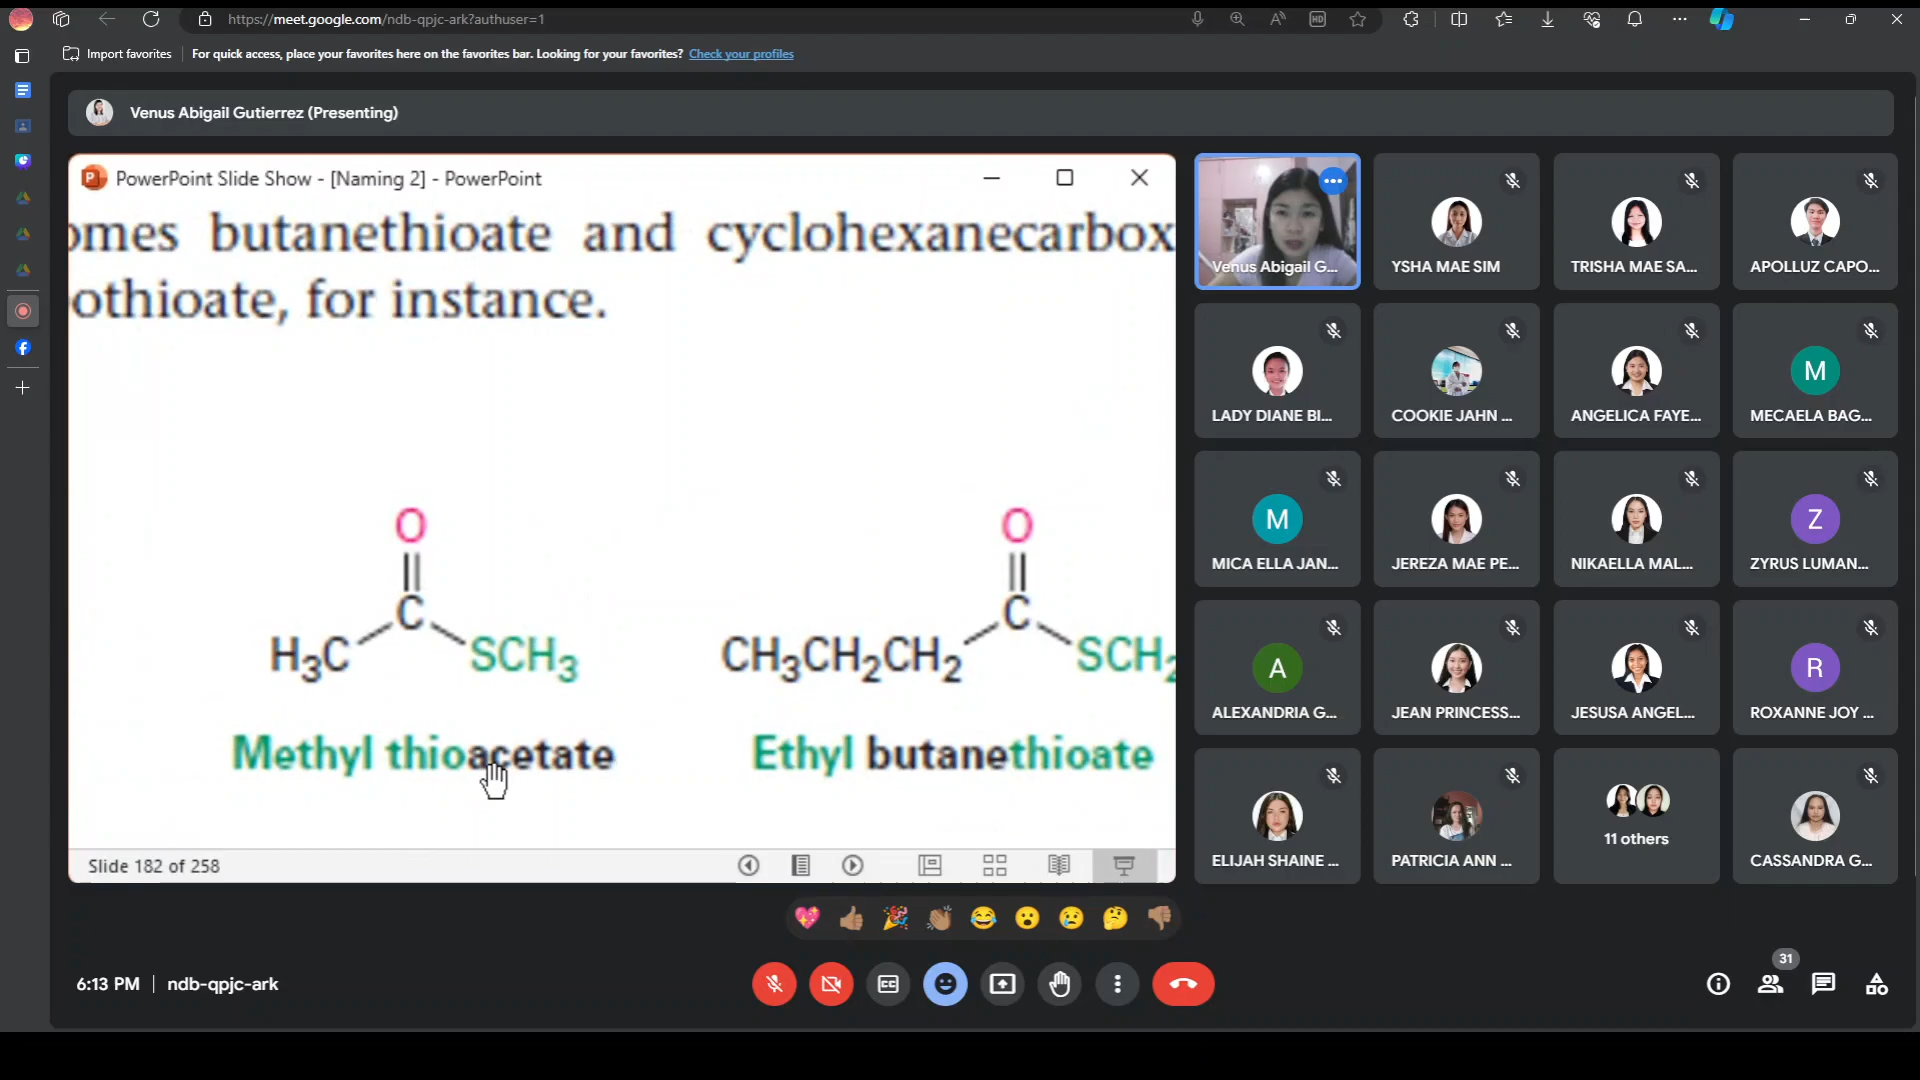 https://meet.google.com/ndb-qpjc-ark?authuser=1
Import favorites
For quick access, place your favorites here on the favorites bar. Looking for your favorites? Check your profiles
Venus Abigail Gutierrez (Presenting)
PowerPoint Slide Show - [Naming 2] - PowerPoint
omes butanethioate and cyclohexanecarbox
othioate, for instance.
O
C
H₃C SCH₃
Methyl thioacetate
O
C
CH₃CH₂CH₂ SCH₂
Ethyl butanethioate
Slide 182 of 258
Venus Abigail G...
YSHA MAE SIM
TRISHA MAE SA...
APOLLUZ CAPO...
LADY DIANE BI...
COOKIE JAHN ...
ANGELICA FAYE...
M
MECAELA BAG...
M
MICA ELLA JAN...
JEREZA MAE PE...
NIKAELLA MAL...
Z
ZYRUS LUMAN...
A
ALEXANDRIA G...
JEAN PRINCESS...
JESUSA ANGEL...
R
ROXANNE JOY ...
ELIJAH SHAINE ...
PATRICIA ANN ...
11 others
CASSANDRA G...
6:13 PM | ndb-qpjc-ark
31